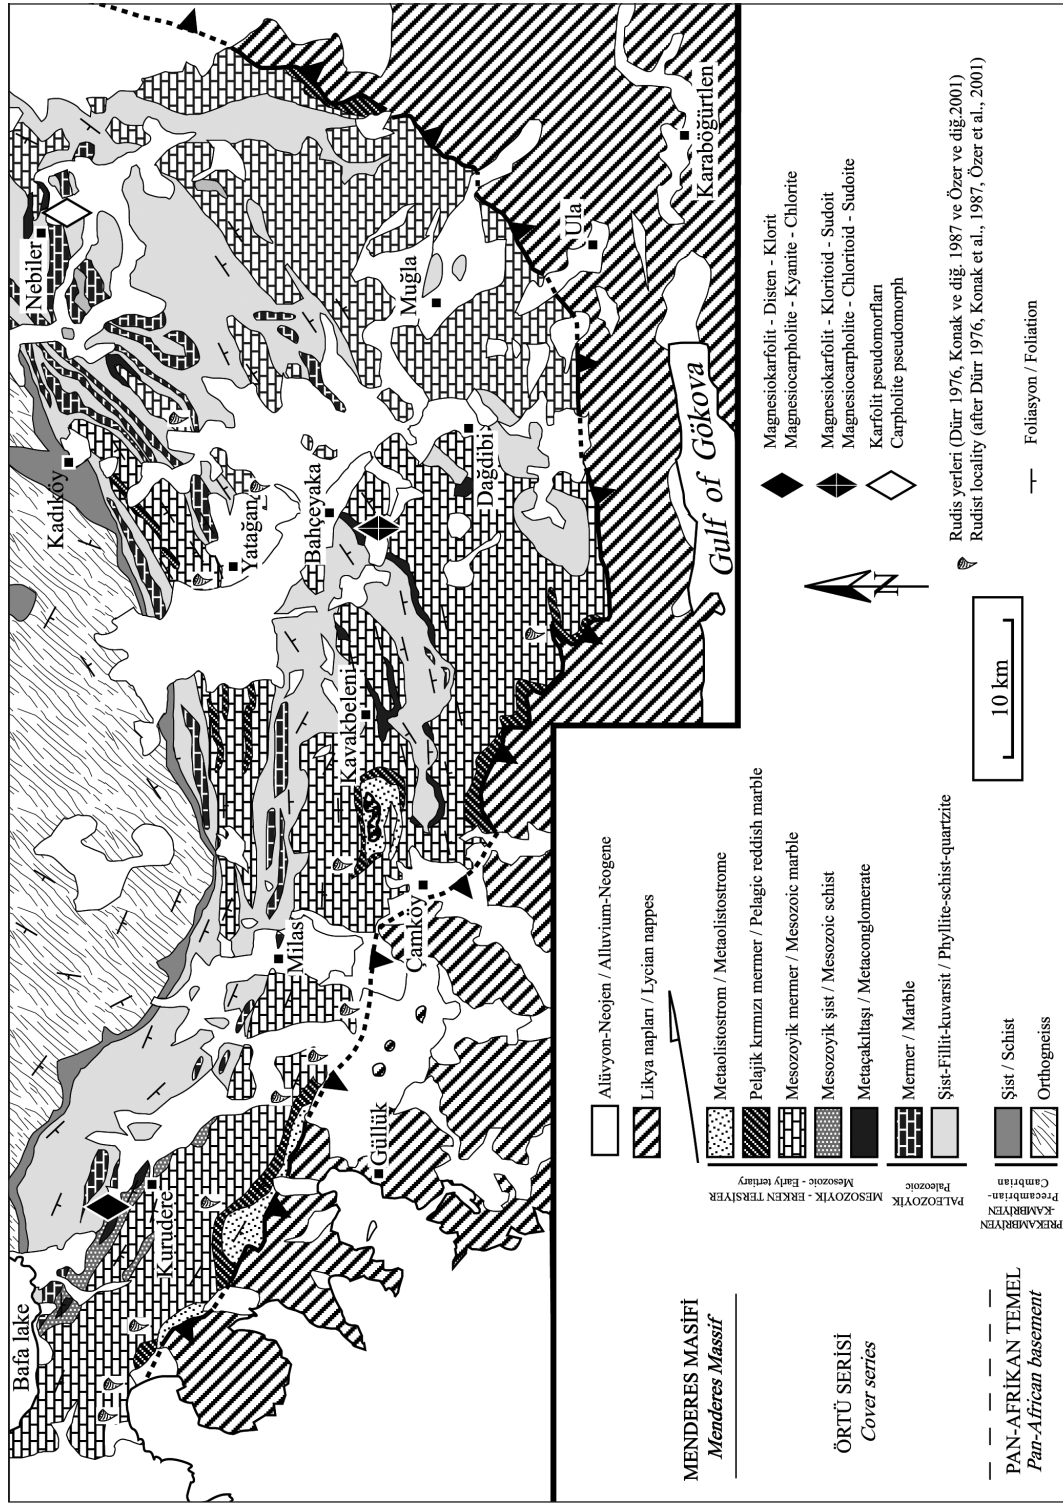 Bafa lake
Kurudere
Güllük
Milas
Çamköy
Kavakbeleni
Bahçeyaka
Yatağan
Kadıköy
Dağdibi
Nebiler
Muğla
Ula
Karaböğürtlen
Gulf of Gökova
MENDERES MASİFİ
Menderes Massif
ÖRTÜ SERİSİ
Cover series
PAN-AFRİKAN TEMEL
Pan-African basement
MESOZOYİK - ERKEN TERSİYER
Mesozoic - Early tertiary
PALEOZOYİK
Paleozoic
PREKAMBRİYEN
-KAMBRİYEN
Precambrian-
Cambrian
Alüvyon-Neojen / Alluvium-Neogene
Likya napları / Lycian nappes
Metaolistostrom / Metaolistostrome
Pelajik kırmızı mermer / Pelagic reddish marble
Mesozoyik mermer / Mesozoic marble
Mesozoyik şist / Mesozoic schist
Metaçakıltaşı / Metaconglomerate
Mermer / Marble
Şist-Fillit-kuvarsit / Phyllite-schist-quartzite
Şist / Schist
Orthogneiss
10 km
N
Magnesiokarfolit - Disten - Klorit
Magnesiocarpholite - Kyanite - Chlorite
Magnesiokarfolit - Kloritoid - Sudoit
Magnesiocarpholite - Chloritoid - Sudoite
Karfolit pseudomorfları
Carpholite pseudomorph
Rudis yerleri (Dürr 1976, Konak ve diğ. 1987 ve Özer ve diğ.2001)
Rudist locality (after Dürr 1976, Konak et al., 1987, Özer et al., 2001)
Foliasyon / Foliation